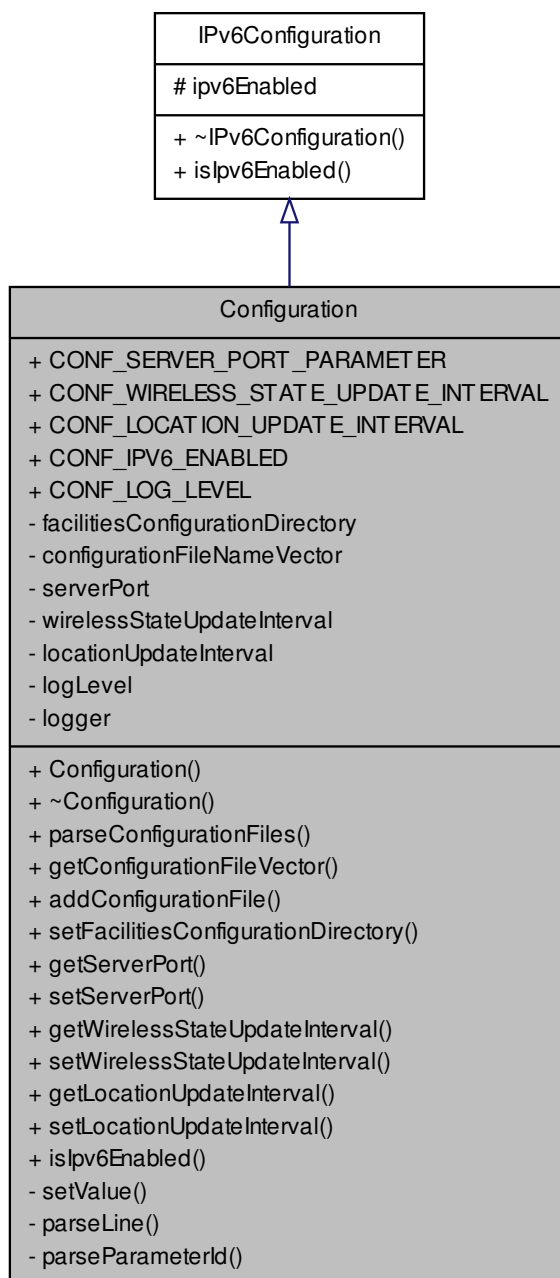 IPv6Configuration
# ipv6Enabled
+ ~IPv6Configuration()
+ isIpv6Enabled()
Configuration
+ CONF_SERVER_PORT_PARAMETER
+ CONF_WIRELESS_STATE_UPDATE_INTERVAL
+ CONF_LOCATION_UPDATE_INTERVAL
+ CONF_IPV6_ENABLED
+ CONF_LOG_LEVEL
- facilitiesConfigurationDirectory
- configurationFileNameVector
- serverPort
- wirelessStateUpdateInterval
- locationUpdateInterval
- logLevel
- logger
+ Configuration()
+ ~Configuration()
+ parseConfigurationFiles()
+ getConfigurationFileVector()
+ addConfigurationFile()
+ setFacilitiesConfigurationDirectory()
+ getServerPort()
+ setServerPort()
+ getWirelessStateUpdateInterval()
+ setWirelessStateUpdateInterval()
+ getLocationUpdateInterval()
+ setLocationUpdateInterval()
+ isIpv6Enabled()
- setValue()
- parseLine()
- parseParameterId()